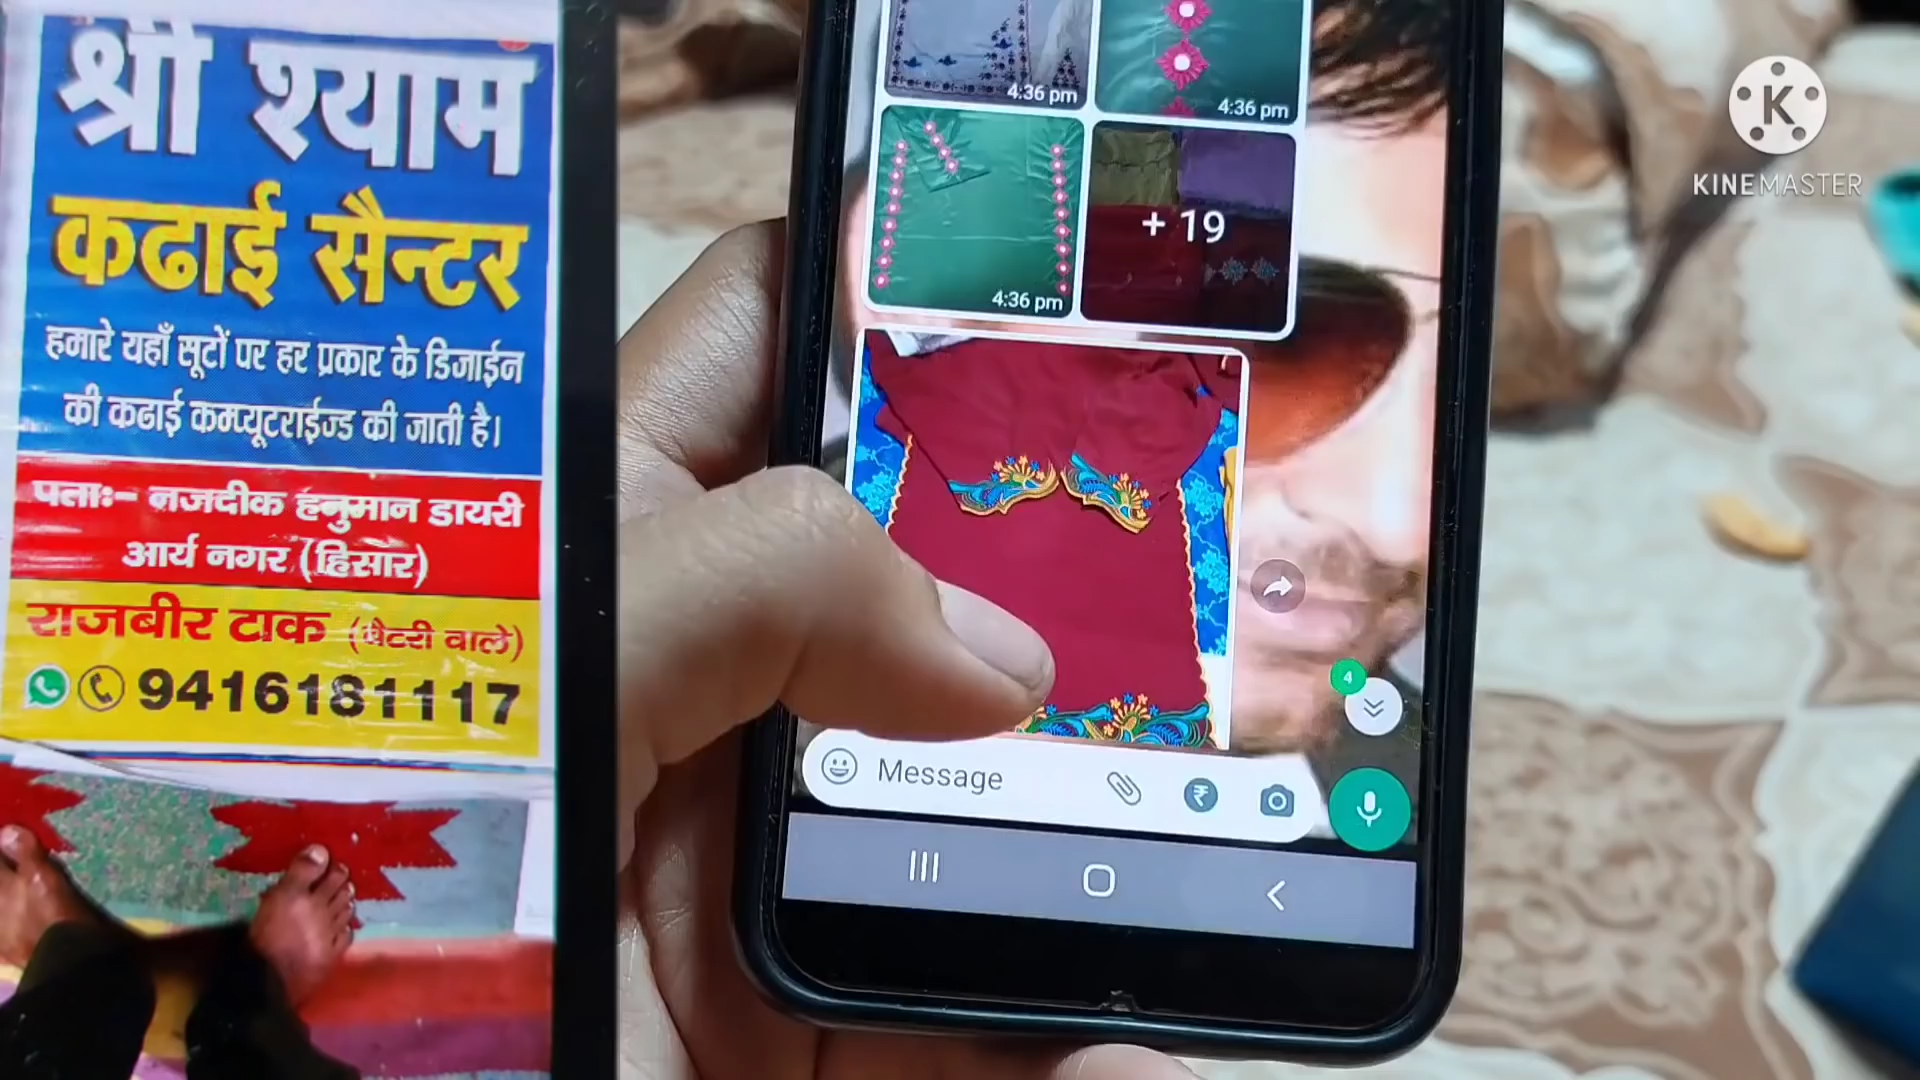 श्री श्याम
कढाई सैन्टर
हमारे यहाँ सूटों पर हर प्रकार के डिजाईन
की कढाई कम्प्यूटराईज्ड की जाती है।
पताः- नजदीक हनुमान डायरी
आर्य नगर (हिसार)
राजबीर टाक (बैटरी वाले)
9416181117
4:36 pm
4:36 pm
4:36 pm
+ 19
4
Message
K
KINEMASTER